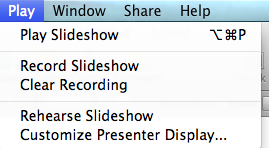 Play Window Share Help
Play Slideshow ⌥⌘P
Record Slideshow
Clear Recording
Rehearse Slideshow
Customize Presenter Display...